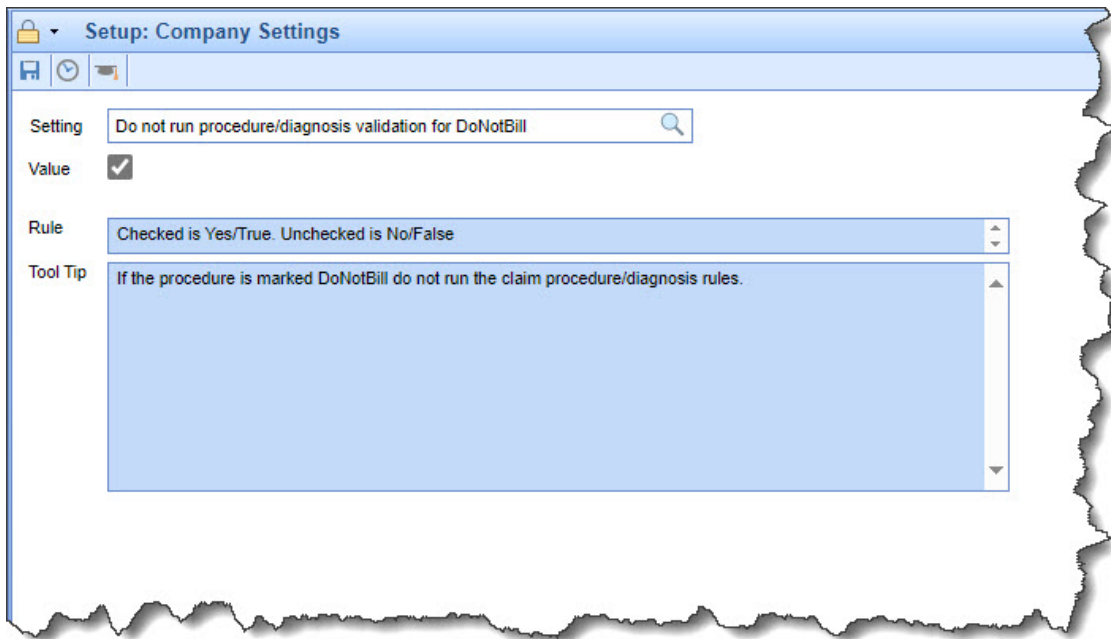 Setup: Company Settings
Setting Do not run procedure/diagnosis validation for DoNotBill
Value
Rule Checked is Yes/True. Unchecked is No/False
Tool Tip If the procedure is marked DoNotBill do not run the claim procedure/diagnosis rules.